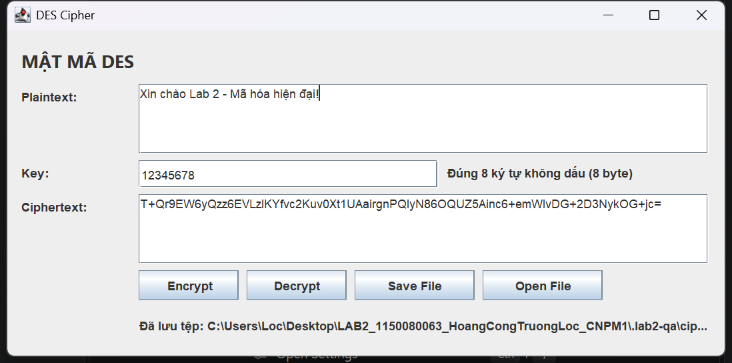 DES Cipher
MẬT MÃ DES
Plaintext:
Xin chào Lab 2 - Mã hóa hiện đại!
Key:
12345678
Đúng 8 ký tự không dấu (8 byte)
Ciphertext:
T+Qr9EW6yQzz6EVLzlKYfvc2Kuv0Xt1UAairgnPQIyN86OQUZ5Ainc6+emWIvDG+2D3NykOG+jc=
Encrypt
Decrypt
Save File
Open File
Đã lưu tệp: C:\Users\Loc\Desktop\LAB2_1150080063_HoangCongTruongLoc_CNPM1\.lab2-qa\cip...
Open Settings